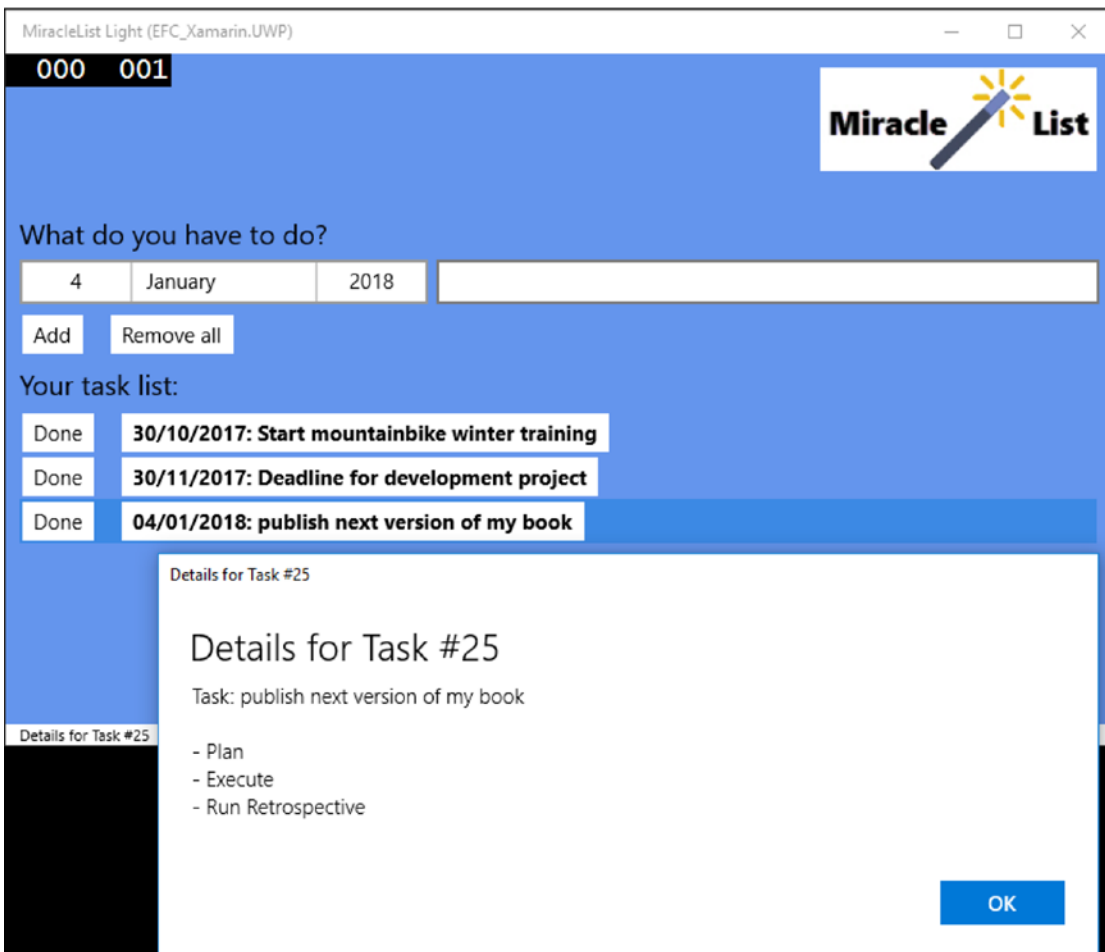 MiracleList Light (EFC_Xamarin.UWP)
000 001
Miracle List
What do you have to do?
4 January 2018
Add Remove all
Your task list:
Done 30/10/2017: Start mountainbike winter training
Done 30/11/2017: Deadline for development project
Done 04/01/2018: publish next version of my book
Details for Task #25
Details for Task #25
Task: publish next version of my book
Details for Task #25
- Plan
- Execute
- Run Retrospective
OK